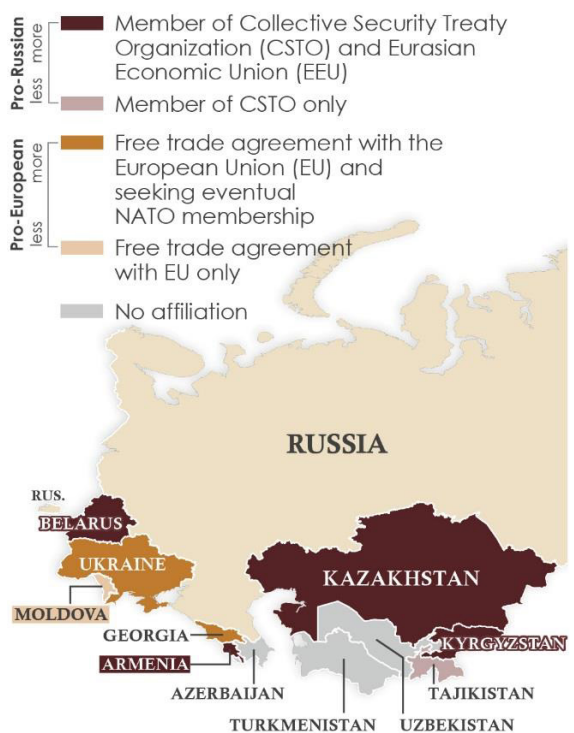 Pro-Russian
more
less
Member of Collective Security Treaty
Organization (CSTO) and Eurasian
Economic Union (EEU)
Member of CSTO only
Pro-European
more
less
Free trade agreement with the
European Union (EU) and
seeking eventual
NATO membership
Free trade agreement
with EU only
No affiliation
RUSSIA
RUS.
BELARUS
UKRAINE
KAZAKHSTAN
MOLDOVA
GEORGIA
KYRGYZSTAN
ARMENIA
AZERBAIJAN
TAJIKISTAN
TURKMENISTAN
UZBEKISTAN